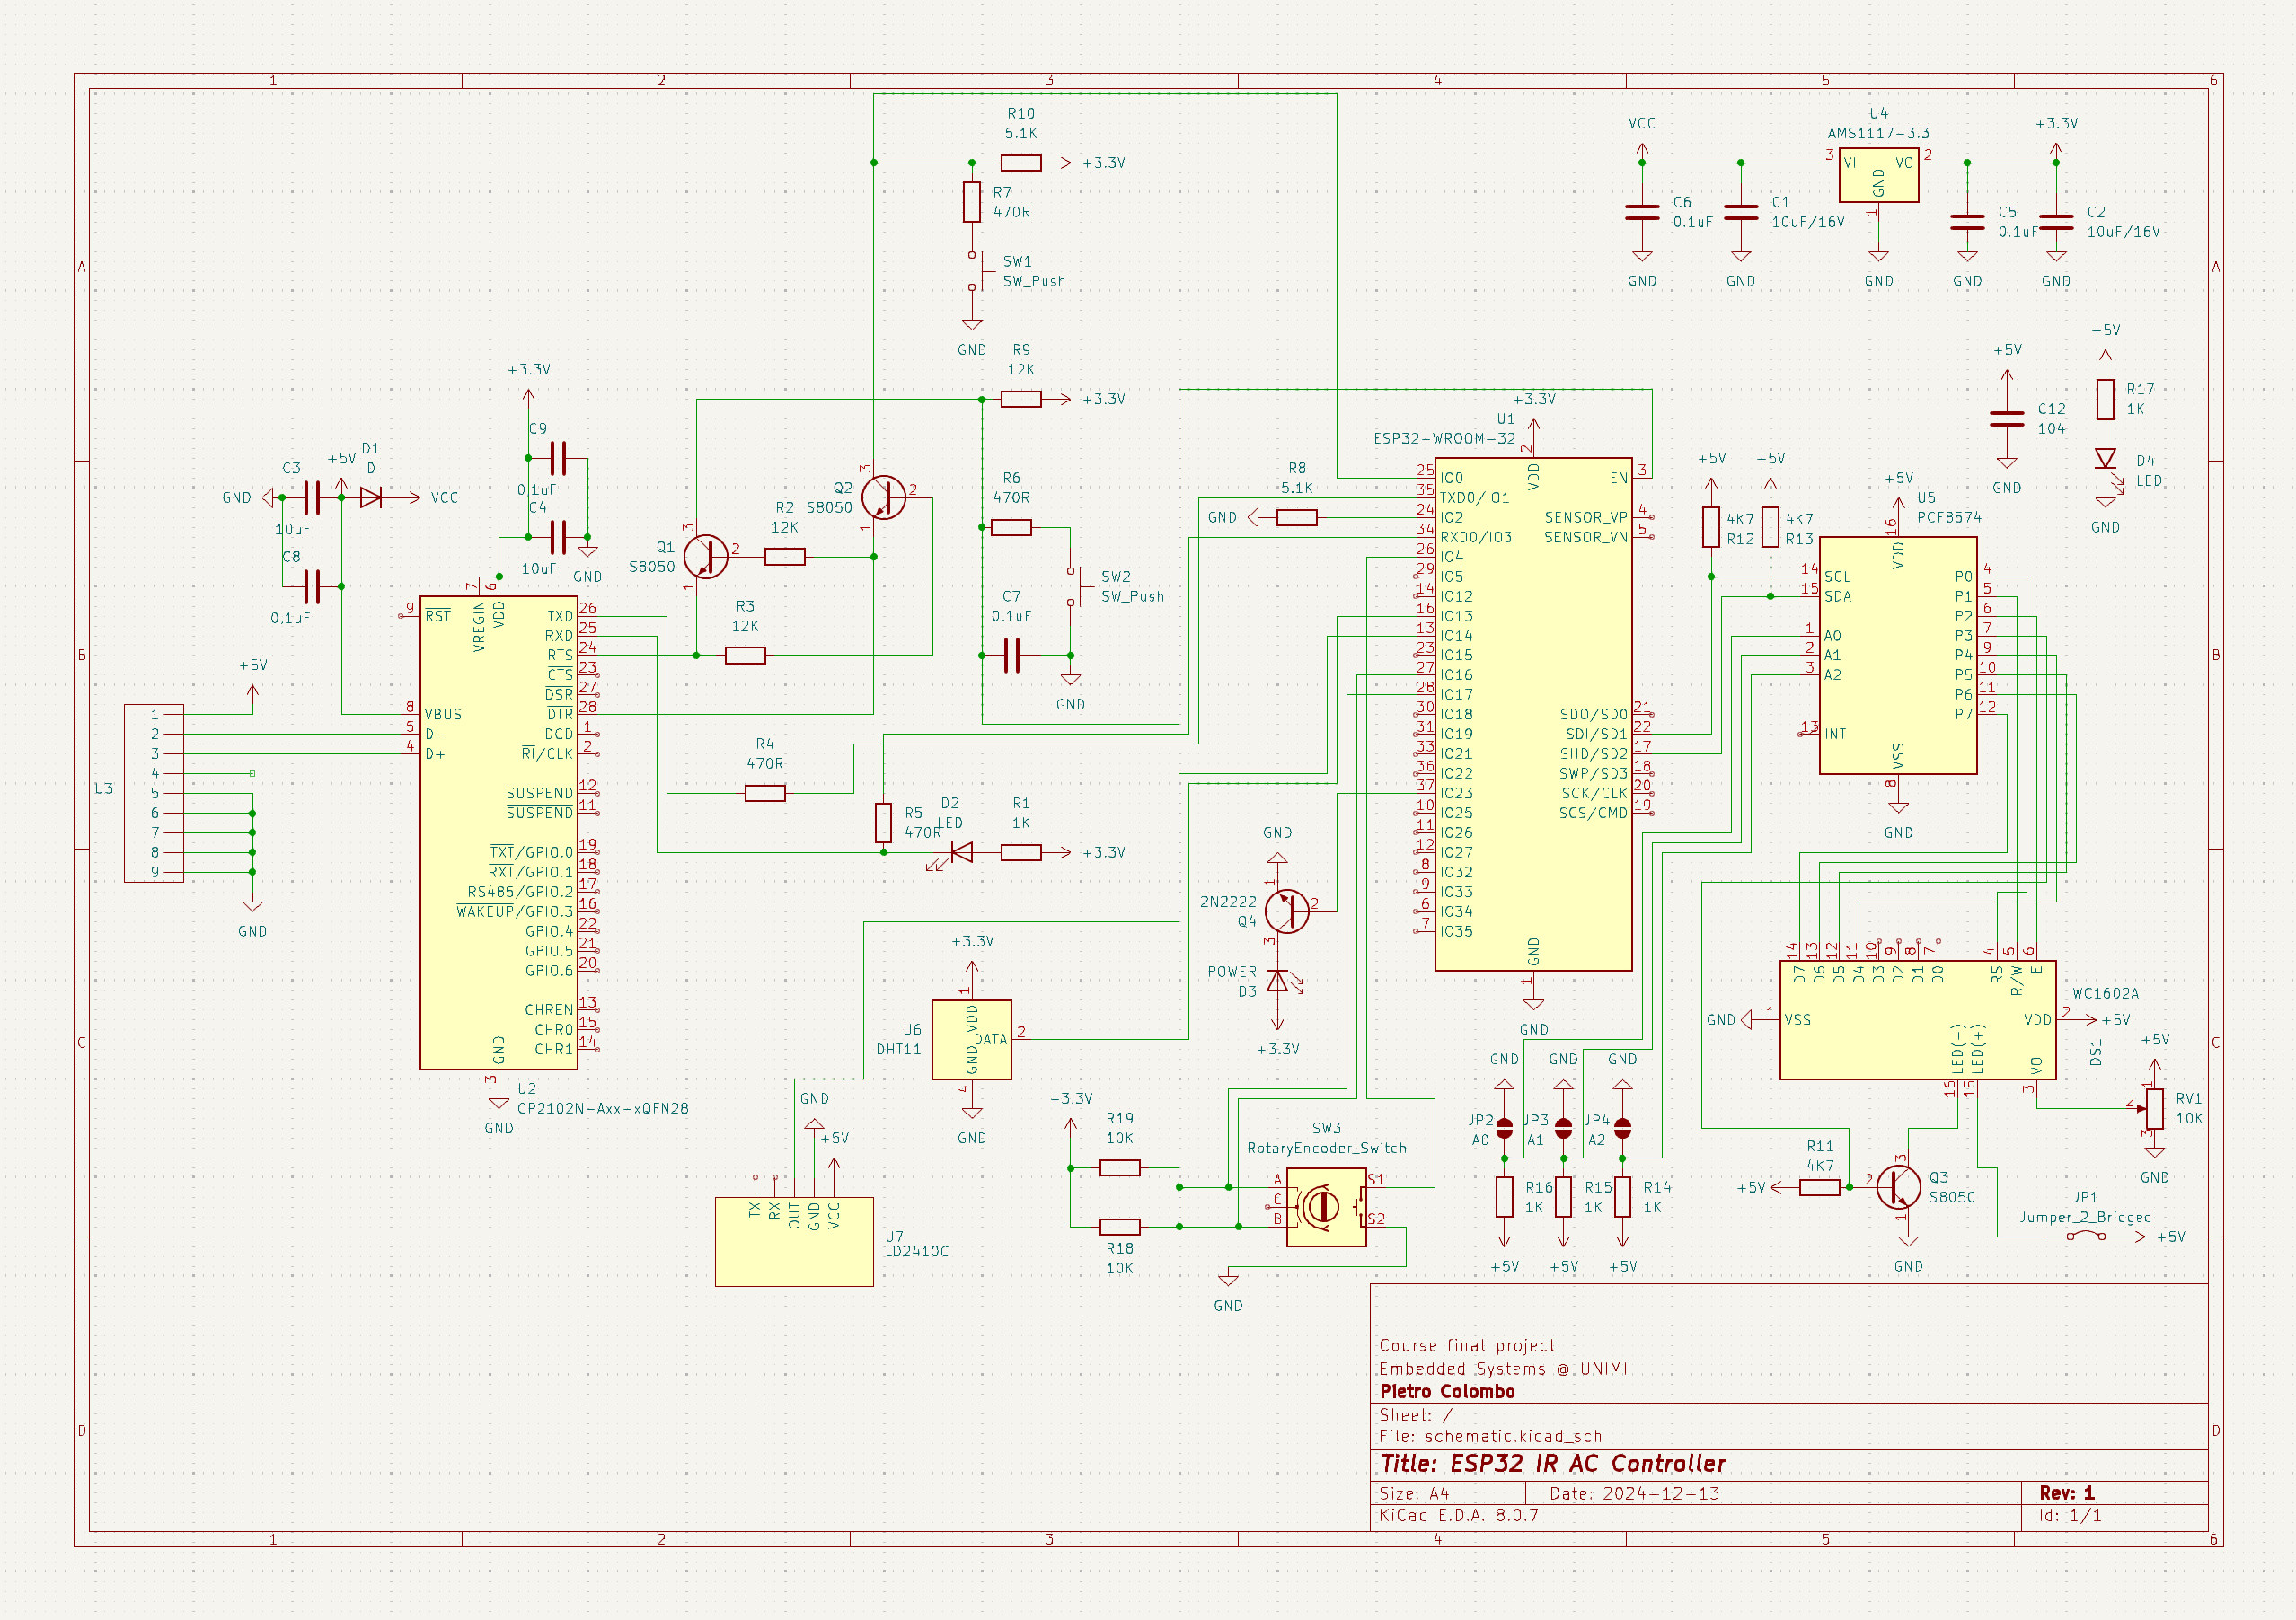 1 2 3 4 5 6
A B C D
R10
5.1K
+3.3V
R7
470R
SW1
SW_Push
GND
VCC
U4
AMS1117-3.3
+3.3V
3 VI VO 2
GND
1
C6
0.1uF
C1
10uF/16V
C5
0.1uF
C2
10uF/16V
GND GND GND GND GND
R9
12K
+3.3V
+3.3V
C9
0.1uF
C4
10uF
GND
C3
10uF
GND
+5V
D1
D
VCC
C8
0,1uF
Q2
S8050
3 2 1
R2
12K
Q1
S8050
3 2 1
R3
12K
R6
470R
SW2
SW_Push
C7
0.1uF
GND
9 RST
7 VREGIN
6 VDD
8 VBUS
5 D-
4 D+
TXD 26
RXD 25
RTS 24
CTS 23
DSR 27
DTR 28
DCD 1
RI/CLK 2
SUSPEND 12
SUSPEND 11
TXT/GPIO.0 19
RXT/GPIO.1 18
RS485/GPIO.2 17
WAKEUP/GPIO.3 16
GPIO.4 22
GPIO.5 21
GPIO.6 20
CHREN 13
CHR0 15
CHR1 14
GND
3
GND
U2
CP2102N-Axx-xQFN28
+5V
U3
1
2
3
4
5
6
7
8
9
GND
R4
470R
R5
470R
D2
LED
R1
1K
+3.3V
R8
5.1K
GND
+3.3V
U1
ESP32-WROOM-32
2 VDD
25 IO0
35 TXD0/IO1
24 IO2
34 RXD0/IO3
26 IO4
29 IO5
14 IO12
16 IO13
13 IO14
23 IO15
27 IO16
28 IO17
30 IO18
31 IO19
33 IO21
36 IO22
37 IO23
10 IO25
11 IO26
12 IO27
8 IO32
9 IO33
6 IO34
7 IO35
EN 3
SENSOR_VP 4
SENSOR_VN 5
SDO/SD0 21
SDI/SD1 22
SHD/SD2 17
SWP/SD3 18
SCK/CLK 20
SCS/CMD 19
GND
1
GND
+5V +5V
4K7
R12
4K7
R13
+5V
U5
PCF8574
16 VDD
14 SCL
15 SDA
1 A0
2 A1
3 A2
13 INT
P0 4
P1 5
P2 6
P3 7
P4 9
P5 10
P6 11
P7 12
VSS
8
GND
+5V
C12
104
GND
+5V
R17
1K
D4
LED
GND
GND
1
2N2222
Q4
2
3
POWER
D3
+3.3V
+3.3V
U6
DHT11
1 VDD
DATA 2
GND
4
GND
GND
+5V
TX RX OUT GND VCC
U7
LD2410C
+3.3V
R19
10K
R18
10K
SW3
RotaryEncoder_Switch
A
C
B
S1
S2
GND
GND GND GND
JP2
A0
JP3
A1
JP4
A2
R16
1K
R15
1K
R14
1K
+5V +5V +5V
14 13 12 11 10 9 8 7 4 5 6
D7 D6 D5 D4 D3 D2 D1 D0 RS R/W E
GND
1 VSS
VDD 2
+5V
WC1602A
DS1
LED(-) LED(+) VO
16 15 3
+5V
1
2
3
RV1
10K
GND
R11
4K7
+5V
2 3 1
Q3
S8050
GND
JP1
Jumper_2_Bridged
+5V
Course final project
Embedded Systems @ UNIMI
Pietro Colombo
Sheet: /
File: schematic.kicad_sch
Title: ESP32 IR AC Controller
Size: A4
Date: 2024-12-13
Rev: 1
KiCad E.D.A. 8.0.7
Id: 1/1
1 2 3 4 5 6
A B C D